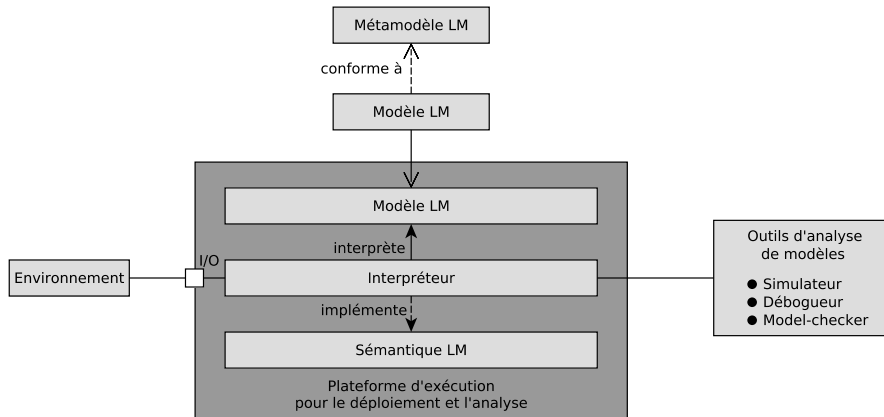 Métamodèle LM
conforme à
Modèle LM
Modèle LM
interprète
I/O
Environnement
Interpréteur
implémente
Sémantique LM
Plateforme d'exécution
pour le déploiement et l'analyse
Outils d'analyse
de modèles
● Simulateur
● Débogueur
● Model-checker